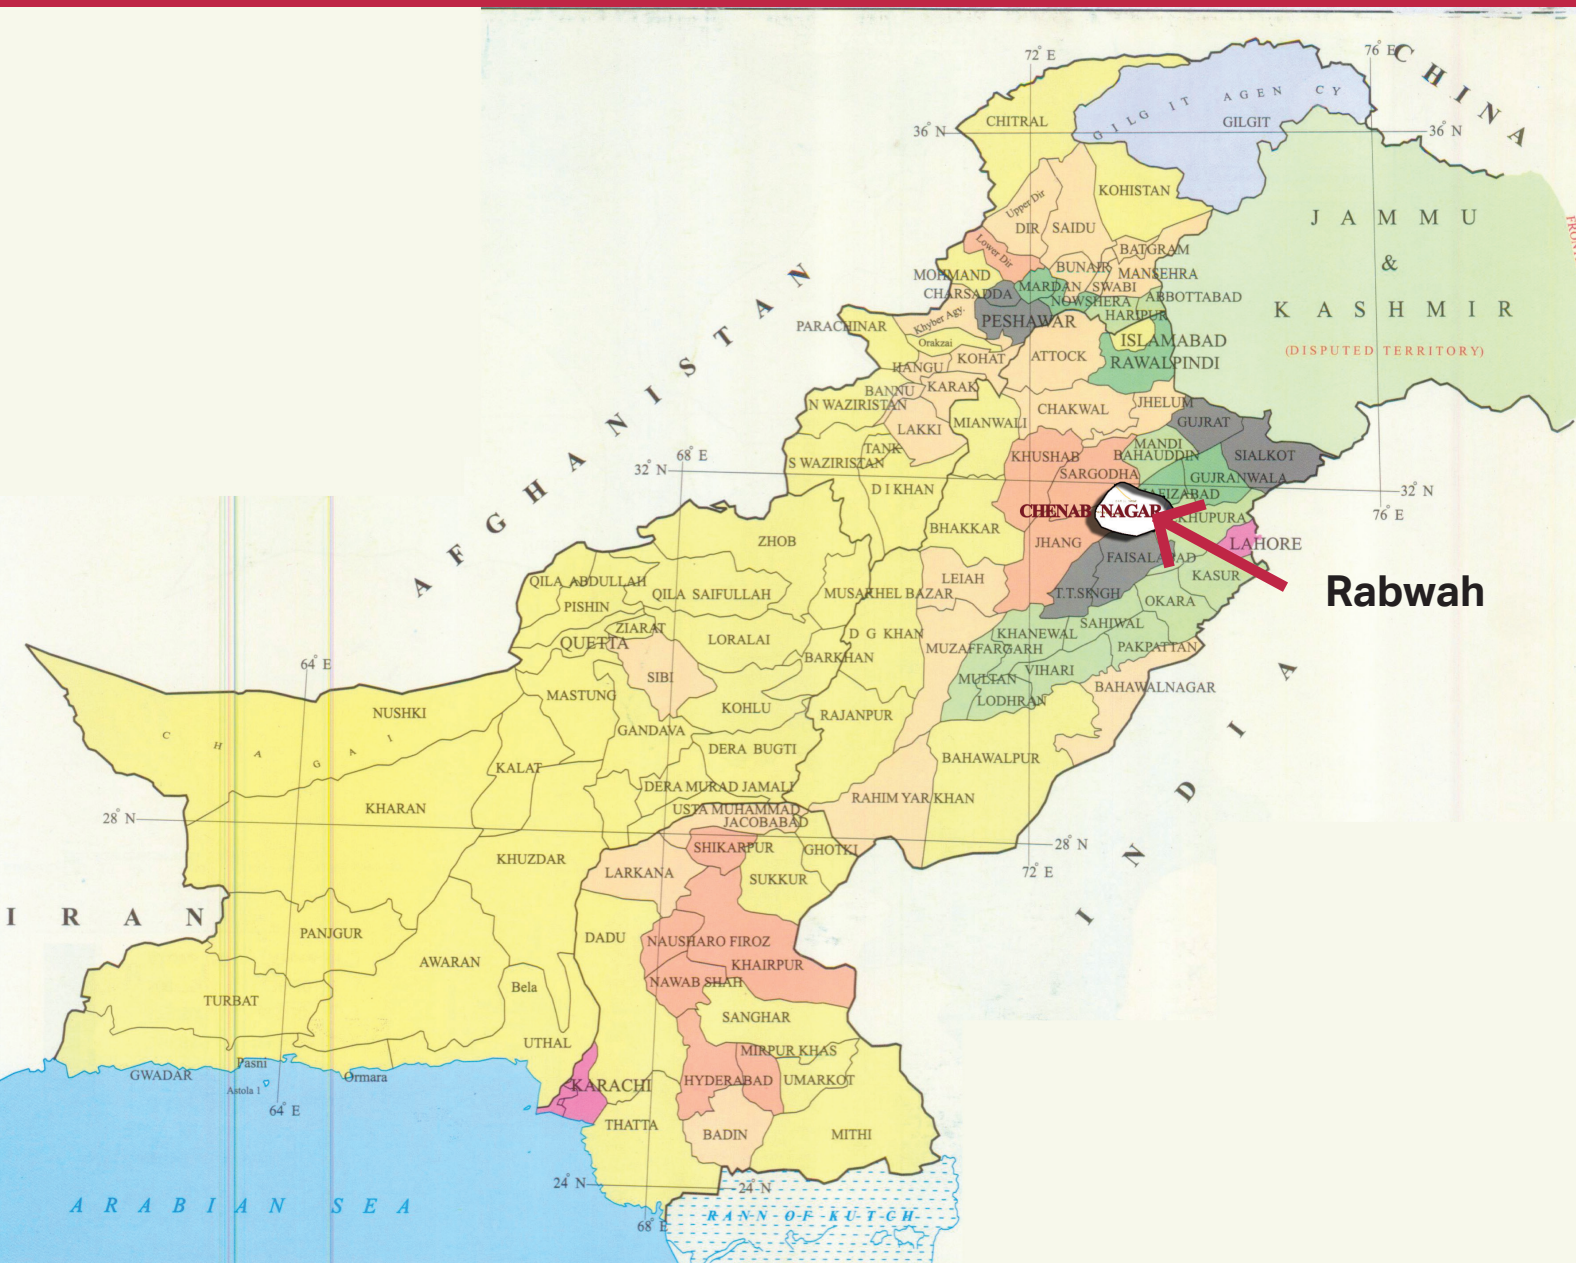 72° E
76° E
CHINA
GILGIT AGENCY
CHITRAL
GILGIT
36° N
36° N
KOHISTAN
Upper Dir
JAMMU
DIR
SAIDU
Lower Dir
BATGRAM
&
BUNAIR
MANSEHRA
MOHMAND
MARDAN
SWABI
CHARSADDA
NOWSHERA
ABBOTTABAD
KASHMIR
HARIPUR
Khyber Agy.
PESHAWAR
PARACHINAR
ISLAMABAD
Orakzai
(DISPUTED TERRITORY)
KOHAT
ATTOCK
RAWALPINDI
HANGU
AFGHANISTAN
BANNU
KARAK
N WAZIRISTAN
CHAKWAL
JHELUM
LAKKI
MIANWALI
GUJRAT
TANK
MANDI
BAHAUDDIN
68° E
KHUSHAB
SIALKOT
32° N
S WAZIRISTAN
SARGODHA
GUJRANWALA
D I KHAN
AFIZABAD
32° N
CHENAB NAGAR
KHUPURA
76° E
BHAKKAR
ZHOB
JHANG
LAHORE
FAISALABAD
QILA ABDULLAH
LEIAH
KASUR
QILA SAIFULLAH
MUSAKHEL BAZAR
T.T.SINGH
Rabwah
PISHIN
OKARA
ZIARAT
SAHIWAL
QUETTA
LORALAI
D G KHAN
KHANEWAL
MUZAFFARGARH
PAKPATTAN
BARKHAN
64° E
SIBI
VIHARI
MULTAN
BAHAWALNAGAR
MASTUNG
LODHRAN
KOHLU
NUSHKI
RAJANPUR
GANDAVA
CHAGAI
DERA BUGTI
INDIA
KALAT
BAHAWALPUR
DERA MURAD JAMALI
RAHIM YAR KHAN
KHARAN
USTA MUHAMMAD
28° N
JACOBABAD
SHIKARPUR
GHOTKI
28° N
KHUZDAR
LARKANA
SUKKUR
72° E
IRAN
PANJGUR
DADU
NAUSHARO FIROZ
AWARAN
KHAIRPUR
NAWAB SHAH
Bela
TURBAT
SANGHAR
UTHAL
MIRPUR KHAS
Pasni
GWADAR
Ormara
KARACHI
HYDERABAD
UMARKOT
Astola I
64° E
THATTA
BADIN
MITHI
24° N
24° N
ARABIAN SEA
RANN OF KUTCH
68° E